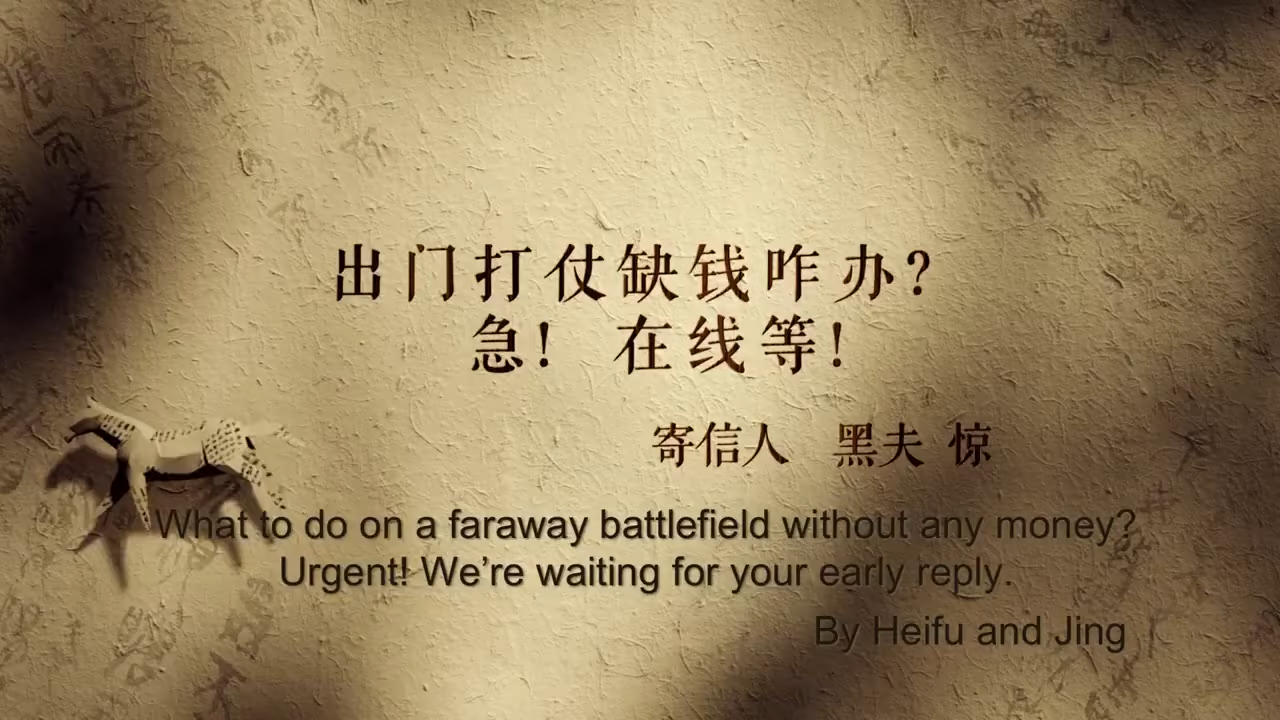 出门打仗缺钱咋办?
急! 在线等!
寄信人 黑夫 惊
What to do on a faraway battlefield without any money?
Urgent! We’re waiting for your early reply.
By Heifu and Jing